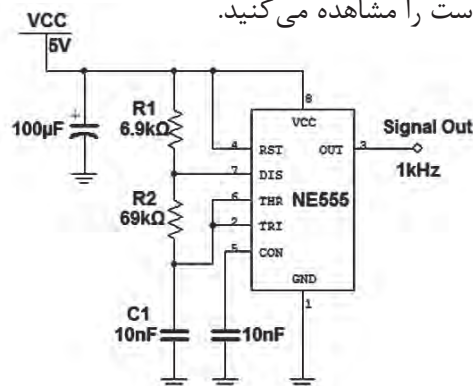 ست را مشاهده می‌کنید.
VCC
5V
100µF
R1
6.9kΩ
R2
69kΩ
C1
10nF
10nF
8
VCC
4
RST
OUT
3
7
DIS
6
THR
NE555
2
TRI
5
CON
GND
1
Signal Out
1kHz